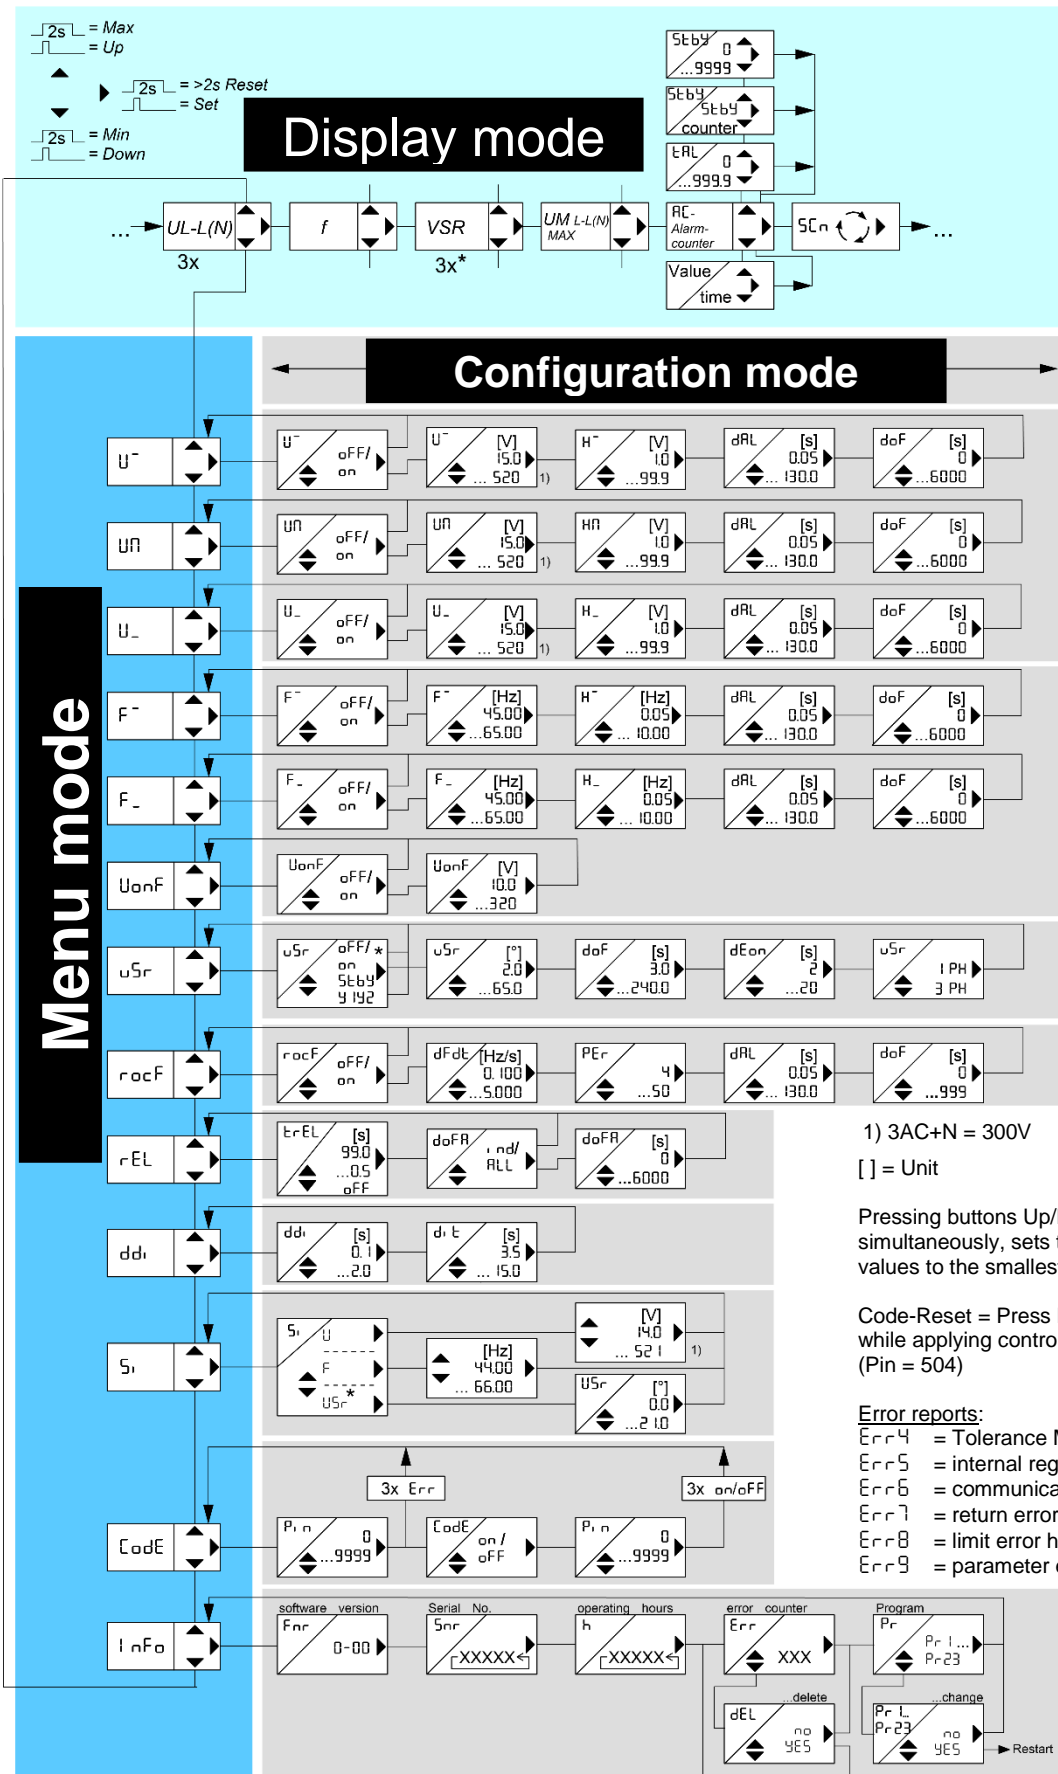 2s = Max
= Up
2s = >2s Reset
= Set
2s = Min
= Down
Display mode
Stby 0 ...9999
Stby Stby counter
tAL 0 ...999.9
... UL-L(N) f VSR UM L-L(N) MAX AC- Alarm- counter SCn ...
3x 3x*
Value time
Configuration mode
Menu mode
U¯ U¯ oFF/ on U¯ [V] 15.0 ... 520 1) H¯ [V] 1.0 ...99.9 dAL [s] 0.05 ... 130.0 doF [s] 0 ...6000
Un Un oFF/ on Un [V] 15.0 ... 520 1) Hn [V] 1.0 ...99.9 dAL [s] 0.05 ... 130.0 doF [s] 0 ...6000
U_ U_ oFF/ on U_ [V] 15.0 ... 520 1) H_ [V] 1.0 ...99.9 dAL [s] 0.05 ... 130.0 doF [s] 0 ...6000
F¯ F¯ oFF/ on F¯ [Hz] 45.00 ...65.00 H¯ [Hz] 0.05 ... 10.00 dAL [s] 0.05 ... 130.0 doF [s] 0 ...6000
F_ F_ oFF/ on F_ [Hz] 45.00 ...65.00 H_ [Hz] 0.05 ... 10.00 dAL [s] 0.05 ... 130.0 doF [s] 0 ...6000
UonF UonF oFF/ on UonF [V] 10.0 ...320
uSr uSr oFF/ * on Stby Y1Y2 uSr [°] 2.0 ...65.0 doF [s] 3.0 ...240.0 dEon [s] 2 ...20 uSr 1 PH 3 PH
rocF rocF oFF/ on dFdt [Hz/s] 0.100 ...5.000 PEr 4 ...50 dAL [s] 0.05 ... 130.0 doF [s] 0 ...999
rEL trEL [s] 99.0 ...0.5 oFF doFA ind/ ALL doFA [s] 0 ...6000
1) 3AC+N = 300V
[ ] = Unit
Pressing buttons Up/
simultaneously, sets
values to the smallest
ddi ddi [s] 0.1 ...2.0 dit [s] 3.5 ... 15.0
Si Si U F USr* [Hz] 44.00 ... 66.00 [V] 14.0 ... 521 1) USr [°] 0.0 ...21.0
Code-Reset = Press
while applying contro
(Pin = 504)
Error reports:
Err4 = Tolerance
Err5 = internal reg
Err6 = communica
Err7 = return error
Err8 = limit error
Err9 = parameter
3x Err 3x on/oFF
CodE Pin 0 ...9999 CodE on / oFF Pin 0 ...9999
software version Serial No. operating hours error counter Program
InFo Fnr 0-00 Snr XXXXX h XXXXX Err XXX Pr Pr 1 ... Pr23
...delete ...change
dEL no YES Pr 1... Pr23 no YES Restart